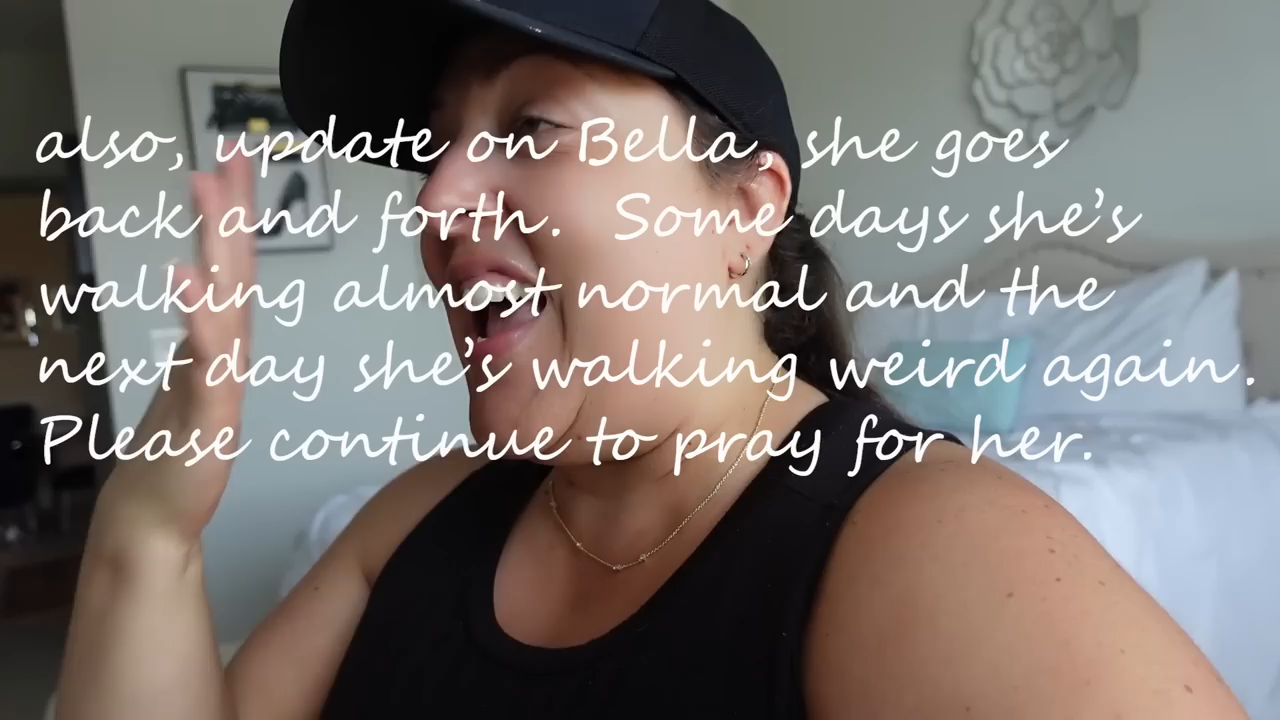 also, update on Bella, she goes
back and forth.  Some days she's
walking almost normal and the
next day she's walking weird again.
Please continue to pray for her.